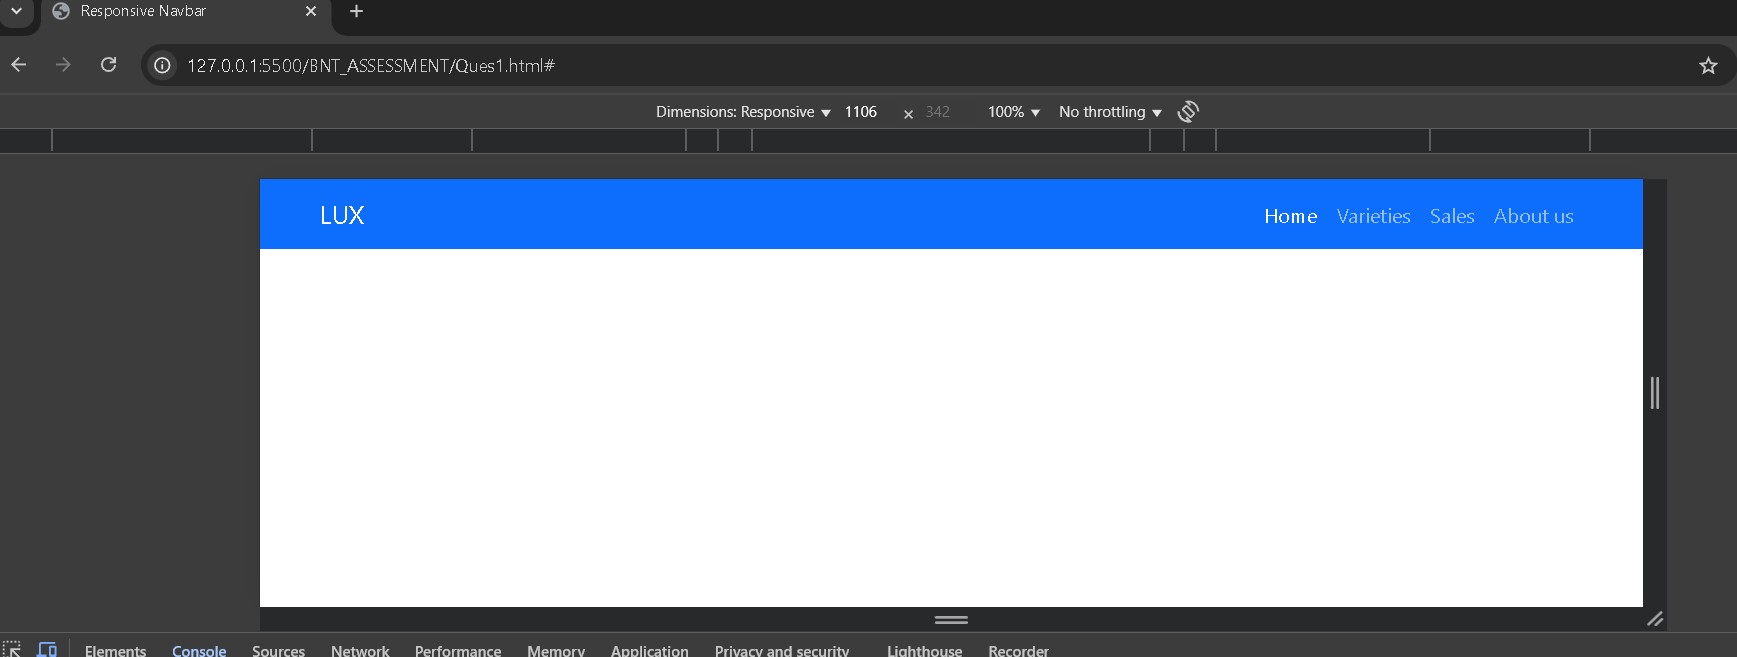 Responsive Navbar
127.0.0.1:5500/BNT_ASSESSMENT/Ques1.html#
Dimensions: Responsive 1106 × 342 100% No throttling
LUX Home Varieties Sales About us
Elements Console Sources Network Performance Memory Application Privacy and security Lighthouse Recorder